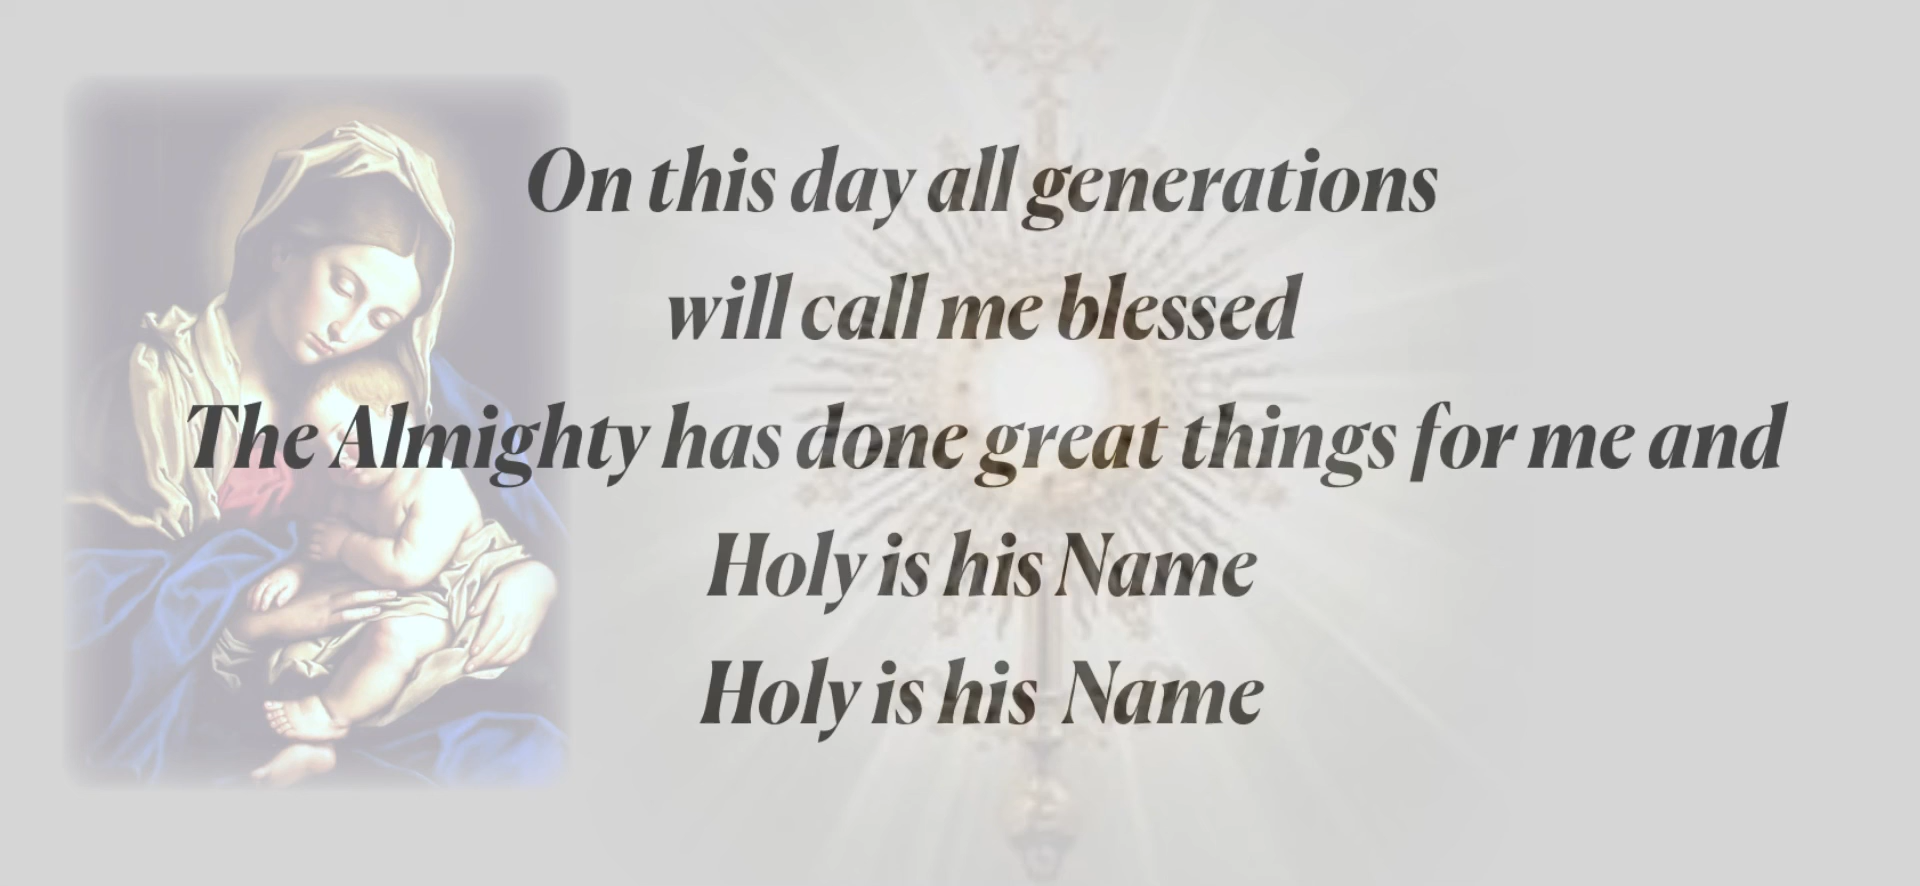 On this day all generations
will call me blessed
The Almighty has done great things for me and
Holy is his Name
Holy is his Name